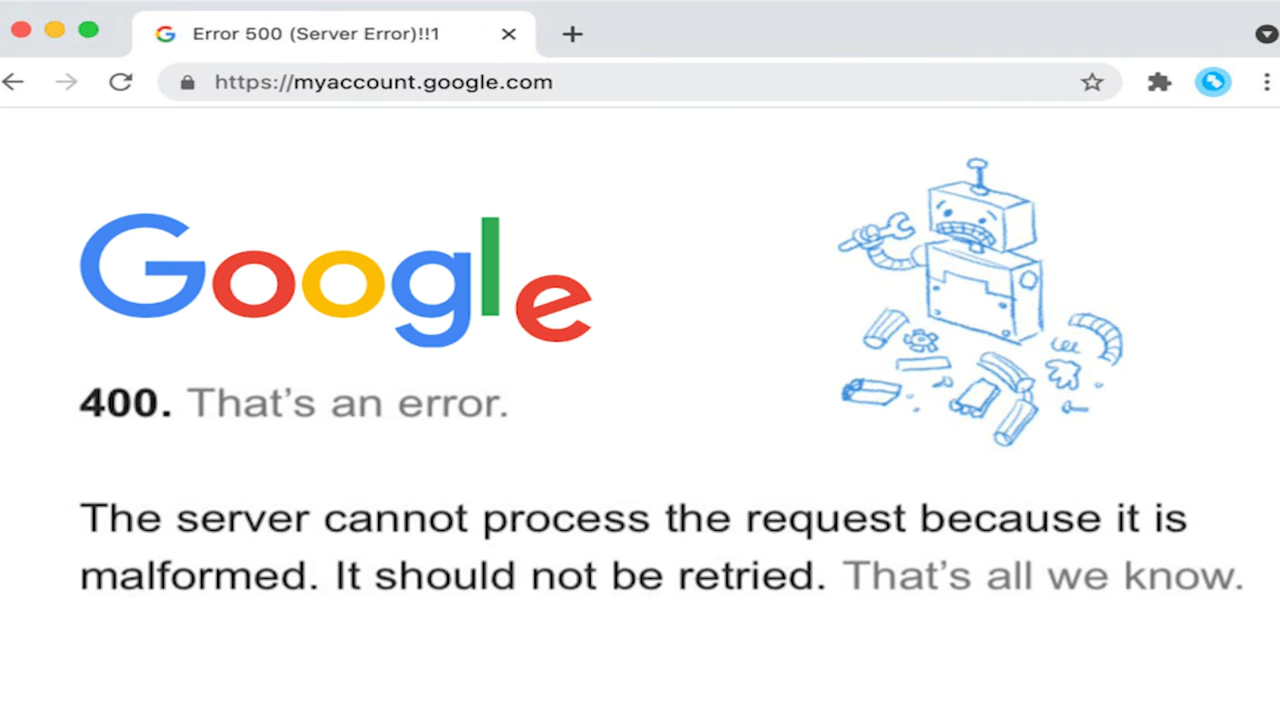 Error 500 (Server Error)!!1
https://myaccount.google.com
Google
400. That’s an error.
The server cannot process the request because it is
malformed. It should not be retried. That’s all we know.